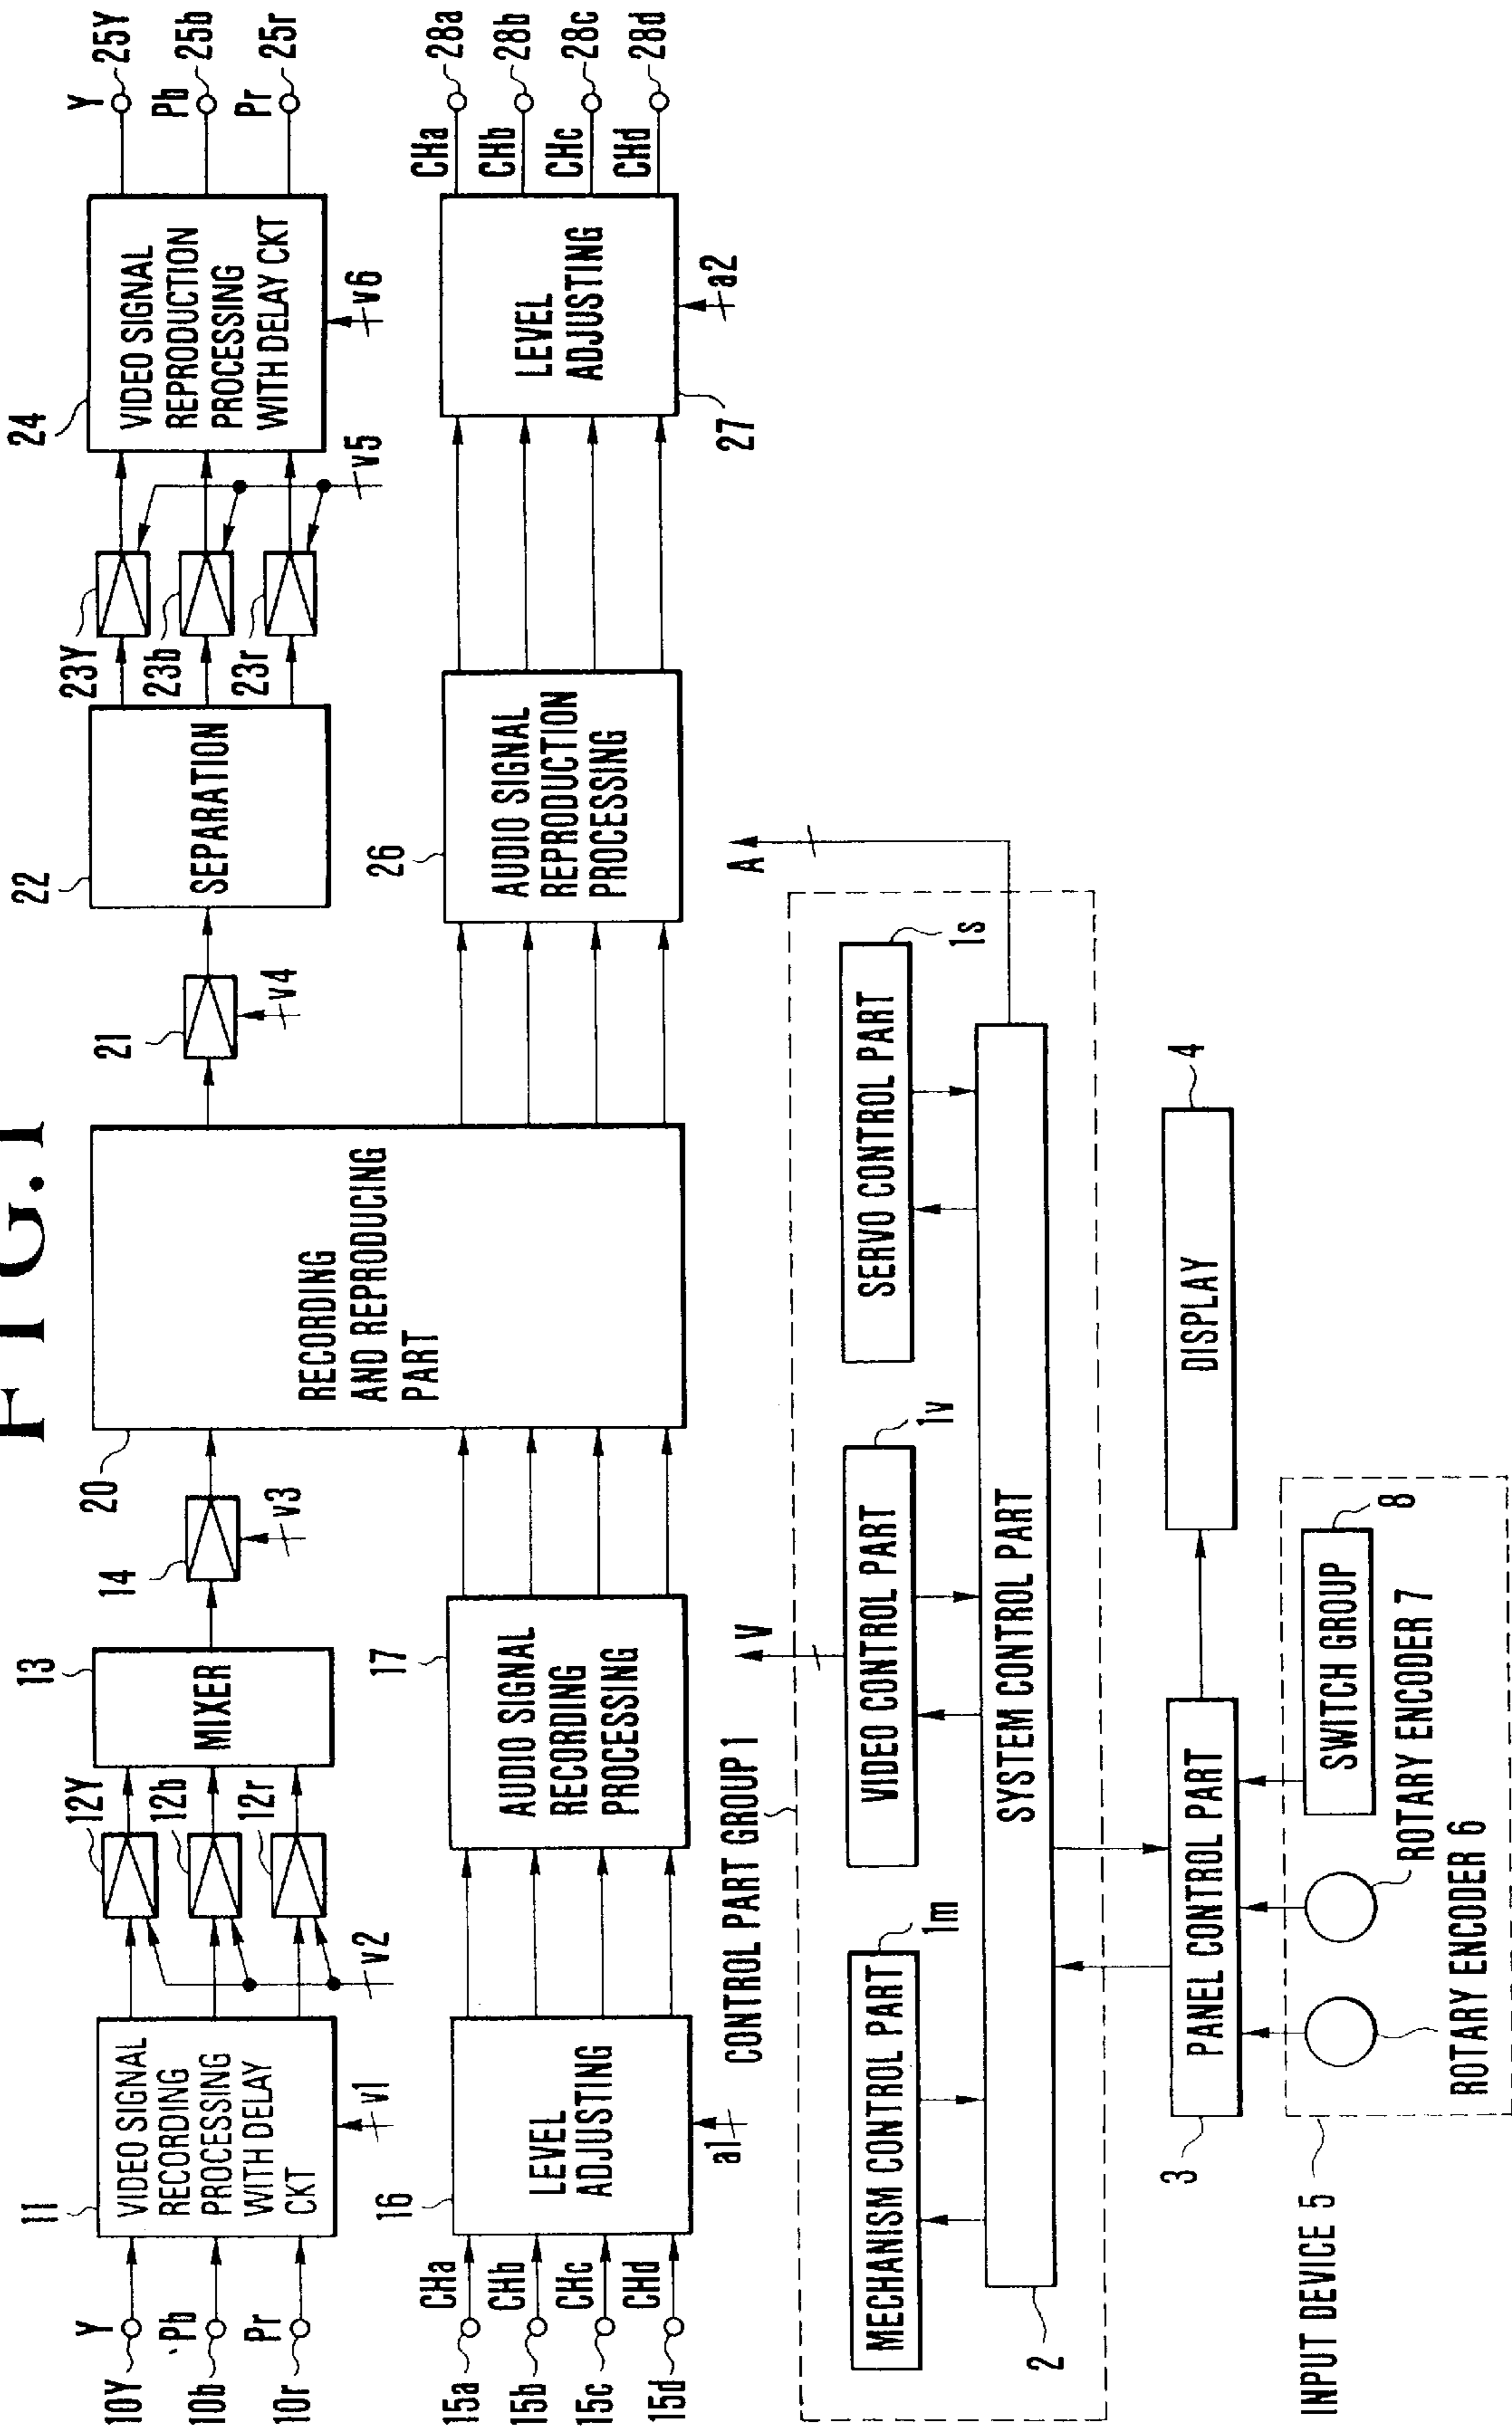 FIG.1
10Y
Y
10b
Pb
10r
Pr
11
VIDEO SIGNAL
RECORDING
PROCESSING
WITH DELAY
CKT
v1
v2
12Y
12b
12r
13
MIXER
14
v3
20
RECORDING
AND REPRODUCING
PART
21
v4
22
SEPARATION
23Y
23b
23r
v5
24
VIDEO SIGNAL
REPRODUCTION
PROCESSING
WITH DELAY CKT
v6
Y
25Y
Pb
25b
Pr
25r
15a
CHa
15b
CHb
15c
CHc
15d
CHd
16
LEVEL
ADJUSTING
a1
17
AUDIO SIGNAL
RECORDING
PROCESSING
26
AUDIO SIGNAL
REPRODUCTION
PROCESSING
27
LEVEL
ADJUSTING
a2
CHa
28a
CHb
28b
CHc
28c
CHd
28d
CONTROL PART GROUP 1
V
A
MECHANISM CONTROL PART
1m
VIDEO CONTROL PART
1v
SERVO CONTROL PART
1s
2
SYSTEM CONTROL PART
3
PANEL CONTROL PART
DISPLAY
4
INPUT DEVICE 5
SWITCH GROUP
8
ROTARY ENCODER 7
ROTARY ENCODER 6